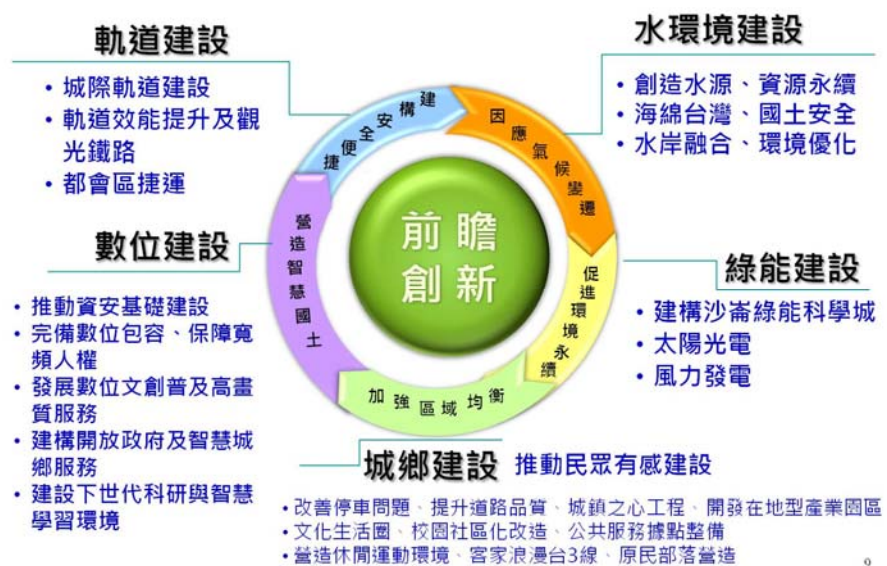 軌道建設
• 城際軌道建設
• 軌道效能提升及觀
光鐵路
• 都會區捷運
水環境建設
• 創造水源、資源永續
• 海綿台灣、國土安全
• 水岸融合、環境優化
建構安全便捷
因應氣候變遷
促進環境永續
加強區域均衡
營造智慧國土
前瞻
創新
數位建設
• 推動資安基礎建設
• 完備數位包容、保障寬
頻人權
• 發展數位文創普及高畫
質服務
• 建構開放政府及智慧城
鄉服務
• 建設下世代科研與智慧
學習環境
綠能建設
• 建構沙崙綠能科學城
• 太陽光電
• 風力發電
城鄉建設 推動民眾有感建設
• 改善停車問題、提升道路品質、城鎮之心工程、開發在地型產業園區
• 文化生活圈、校園社區化改造、公共服務據點整備
• 營造休閒運動環境、客家浪漫台3線、原民部落營造
9